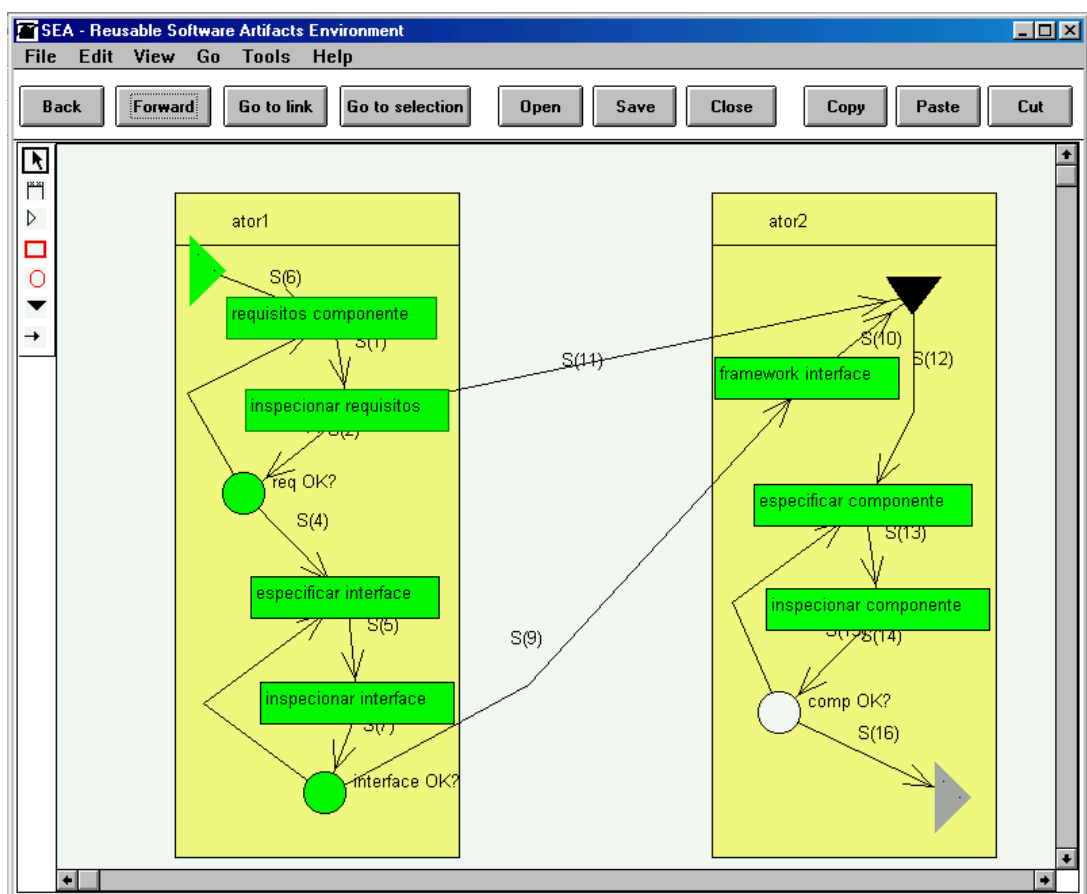 SEA - Reusable Software Artifacts Environment
File Edit View Go Tools Help
Back Forward Go to link Go to selection Open Save Close Copy Paste Cut
ator1
S(6)
requisitos componente
S(1)
inspecionar requisitos
S(2)
req OK?
S(4)
especificar interface
S(5)
inspecionar interface
S(7)
interface OK?
S(11)
S(9)
ator2
S(10)
S(12)
framework interface
especificar componente
S(13)
inspecionar componente
S(14)
comp OK?
S(16)